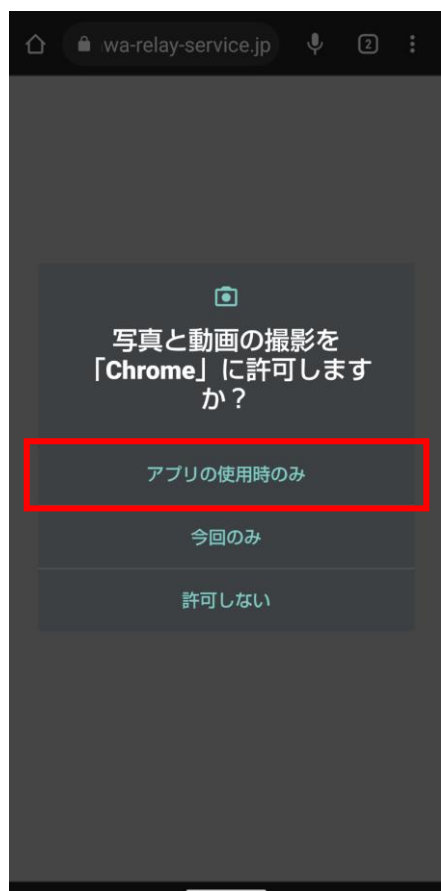 wa-relay-service.jp
2
写真と動画の撮影を
「Chrome」に許可します
か？
アプリの使用時のみ
今回のみ
許可しない